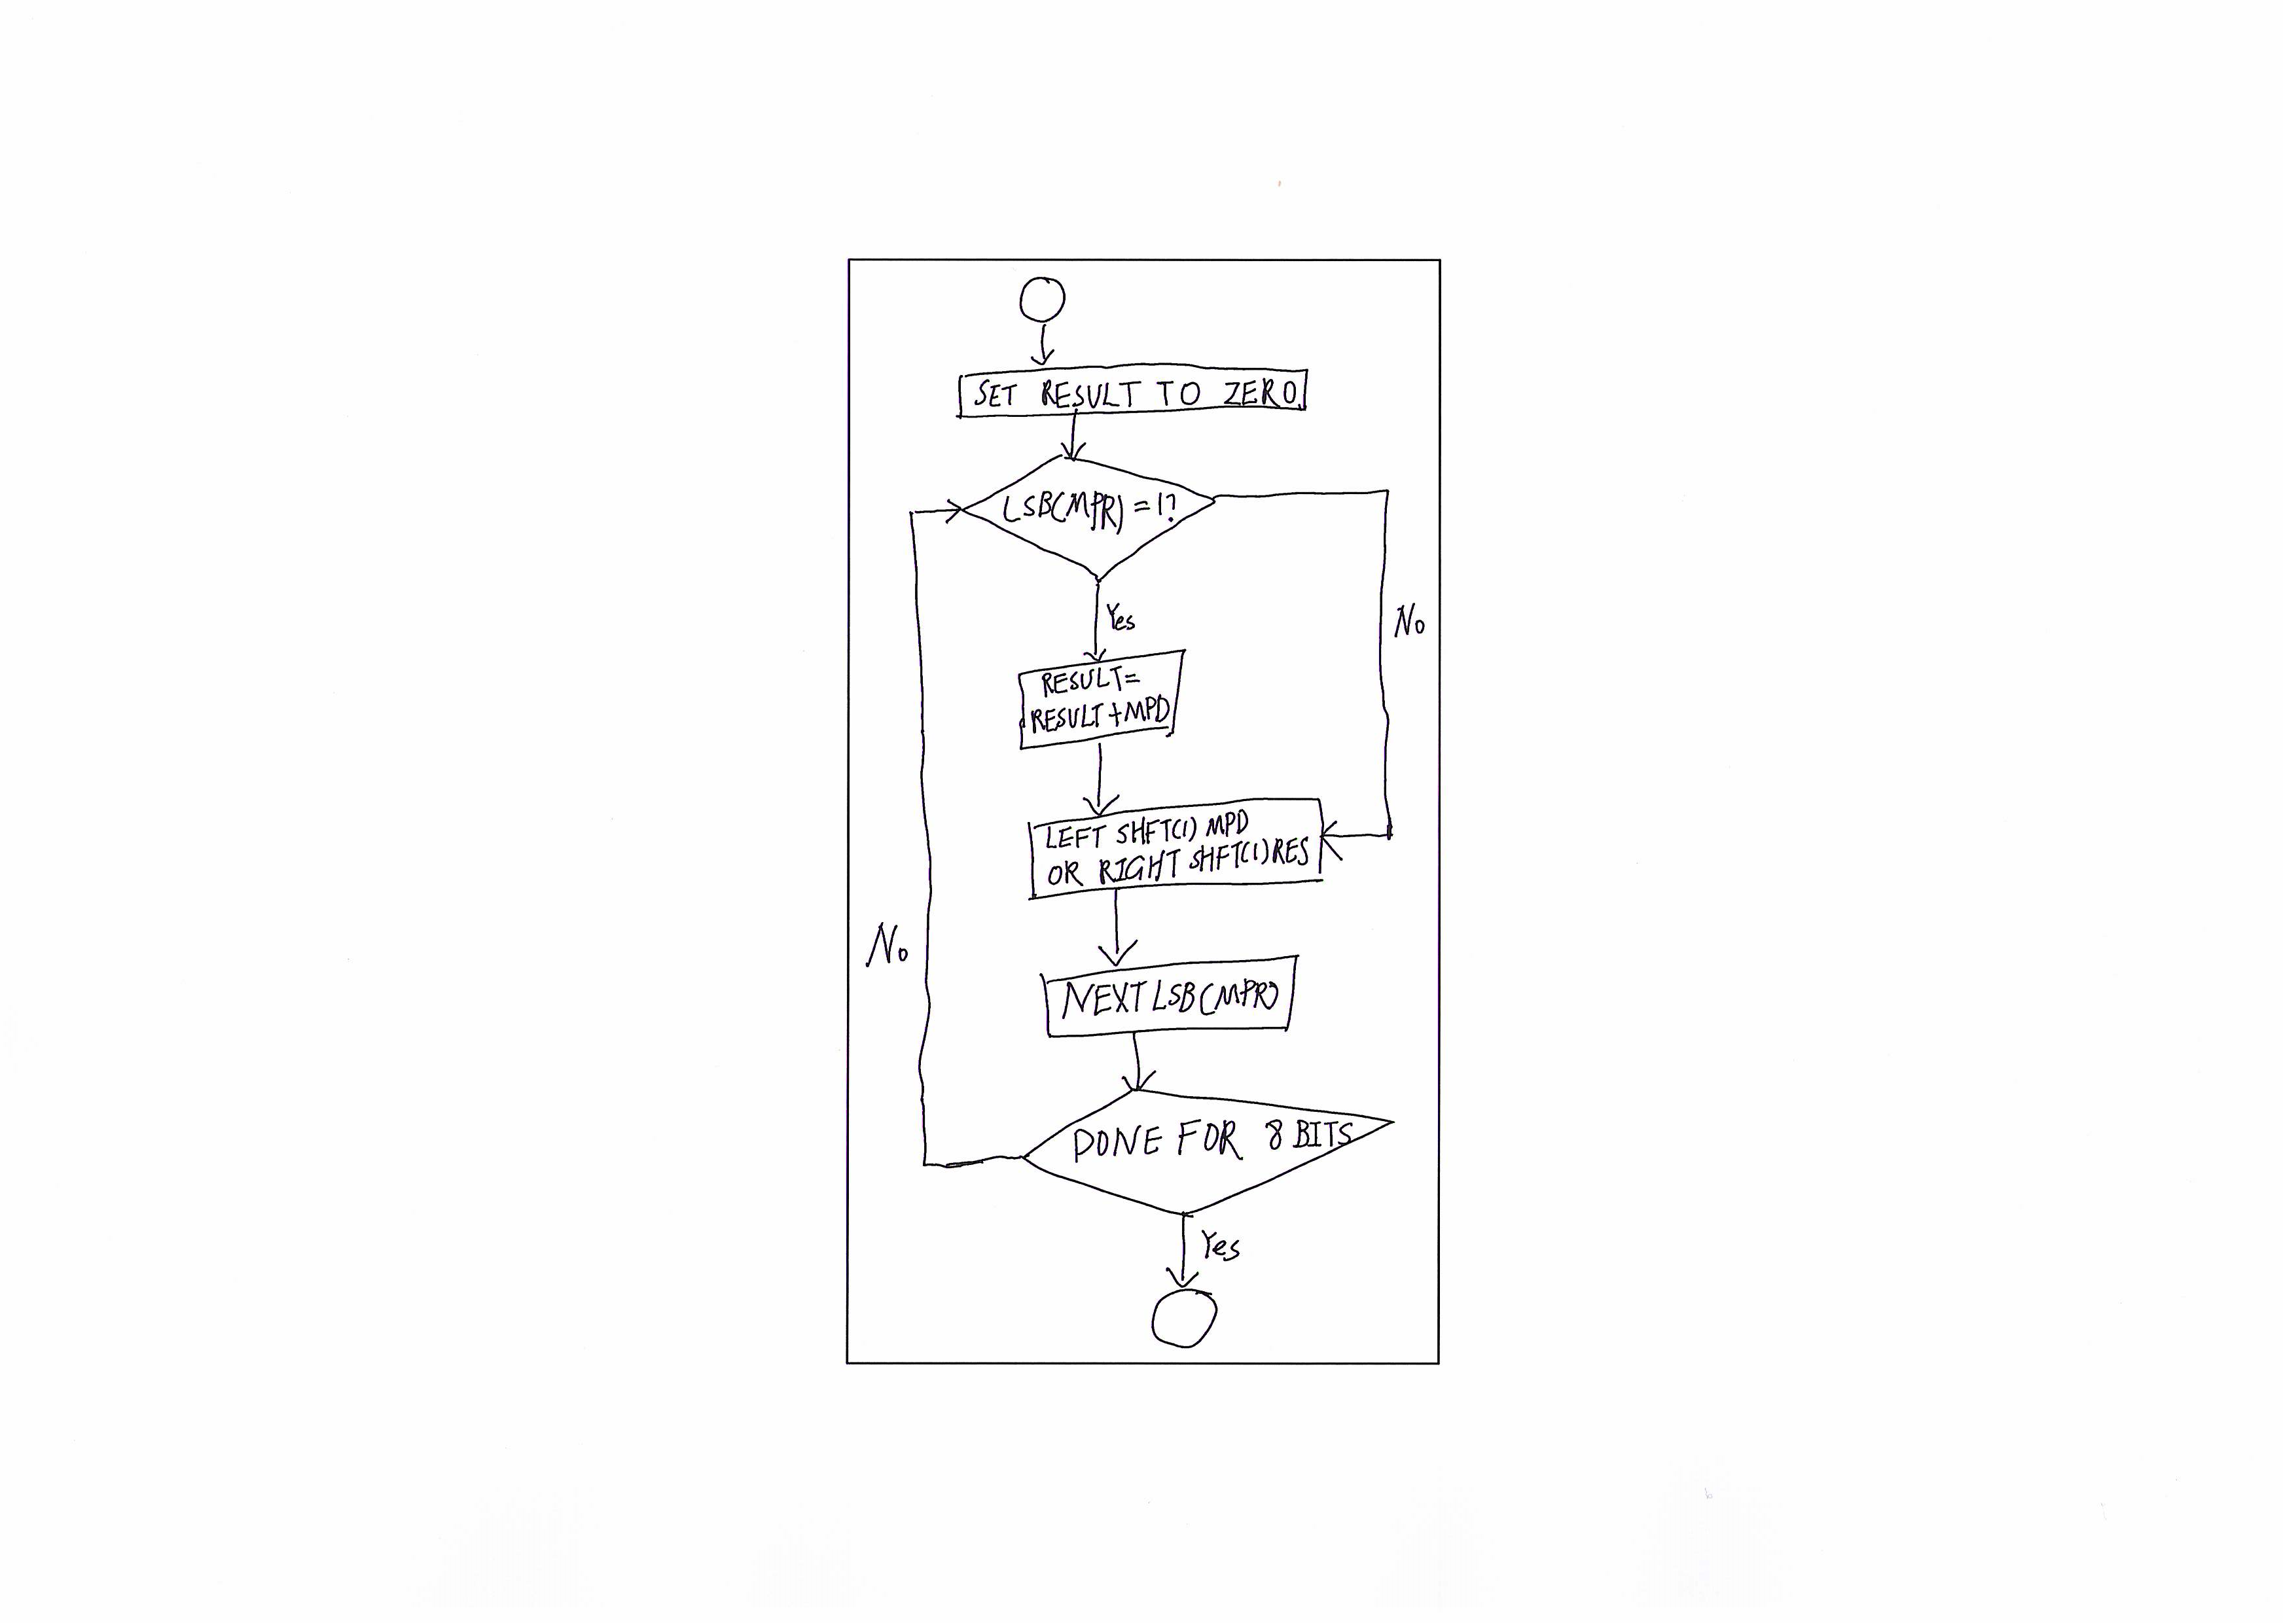 SET RESULT TO ZERO.
LSB(MPR) = 1?
Yes
No
RESULT=
RESULT+MPD
LEFT SHFT(1) MPD
OR RIGHT SHFT(1)RES
No
NEXT LSB(MPR)
DONE FOR 8 BITS
Yes